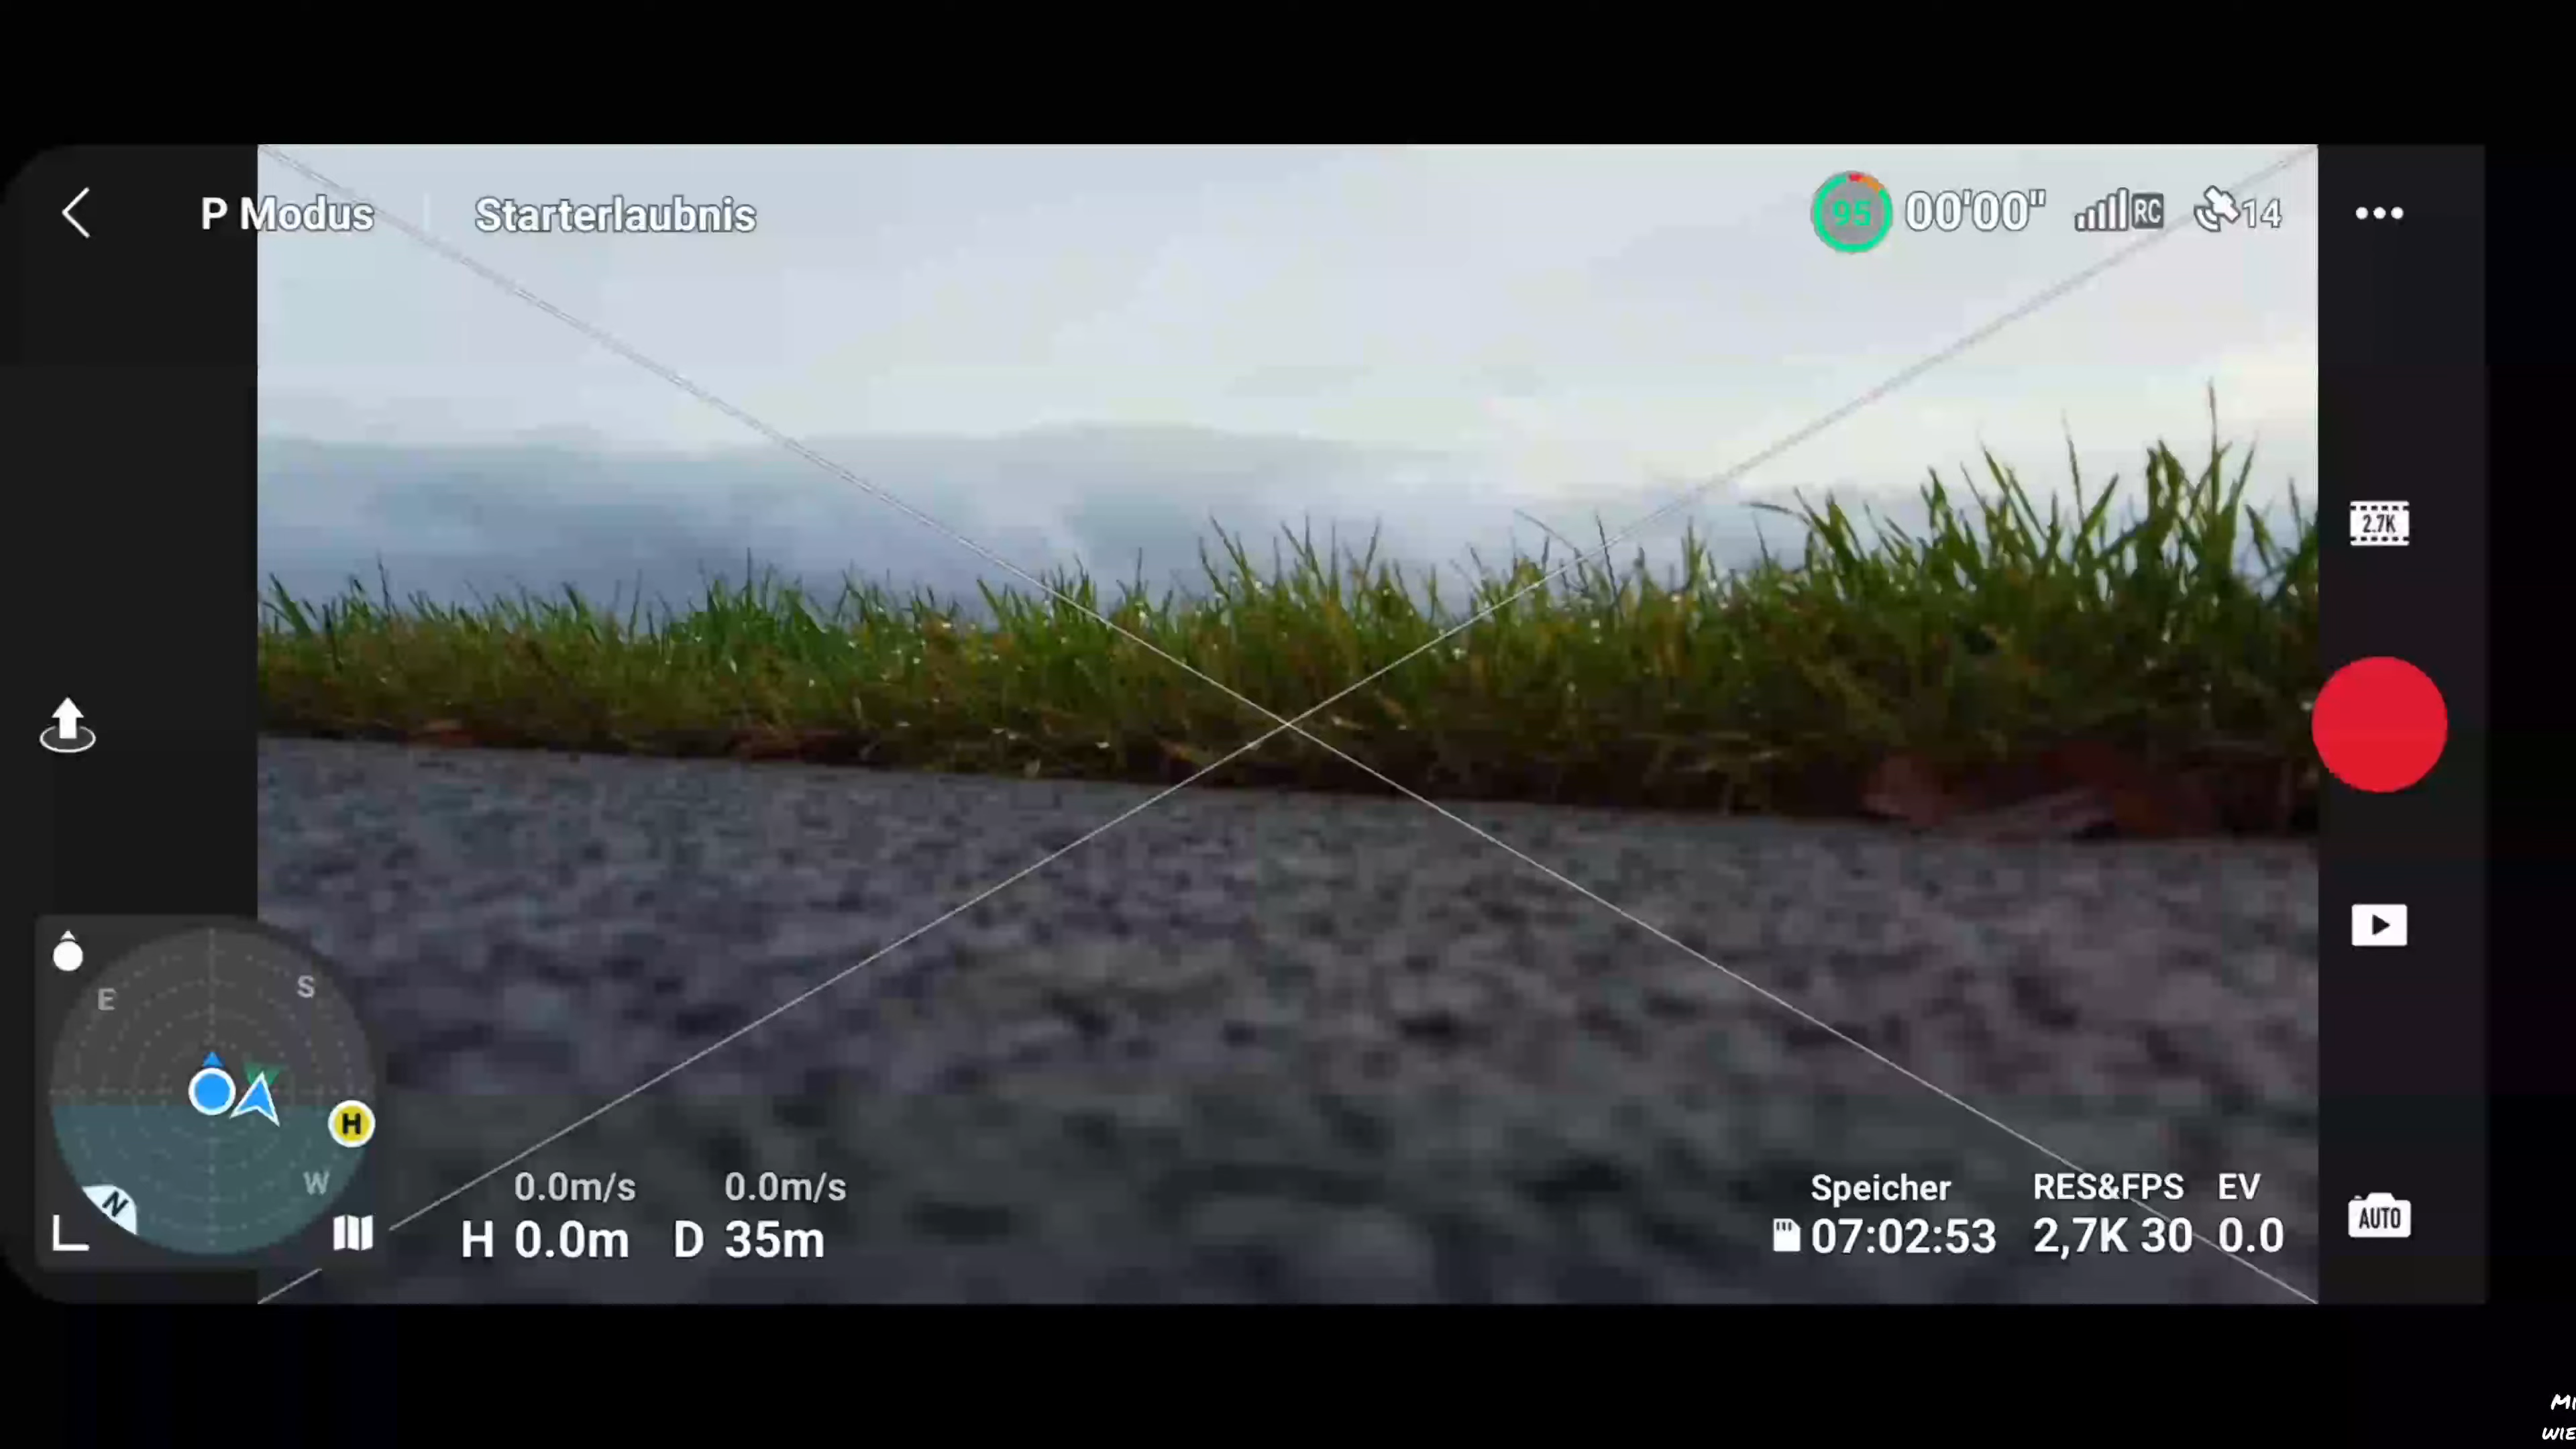 P Modus
Starterlaubnis
95
00'00"
RC
14
2.7K
E
S
H
W
N
0.0m/s
0.0m/s
H 0.0m
D 35m
Speicher
07:02:53
RES&FPS
2,7K 30
EV
0.0
AUTO